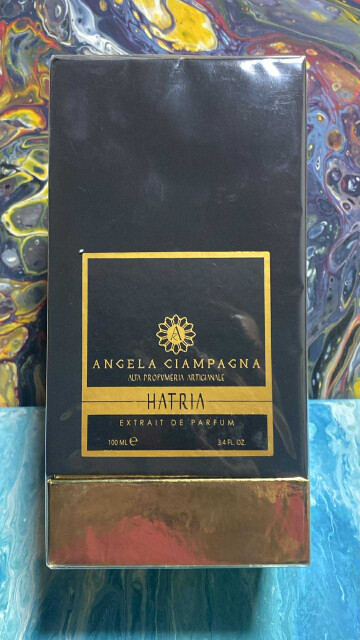 A
ANGELA CIAMPAGNA
ALTA PROFUMERIA ARTIGIANALE
HATRIA
EXTRAIT DE PARFUM
100 ML ℮ 3.4 FL. OZ.